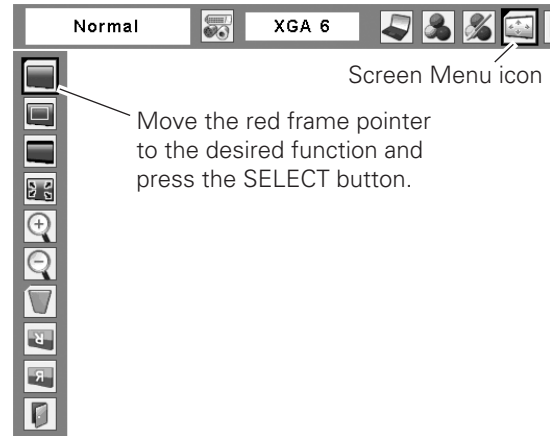 Normal
XGA 6
Screen Menu icon
Move the red frame pointer
to the desired function and
press the SELECT button.